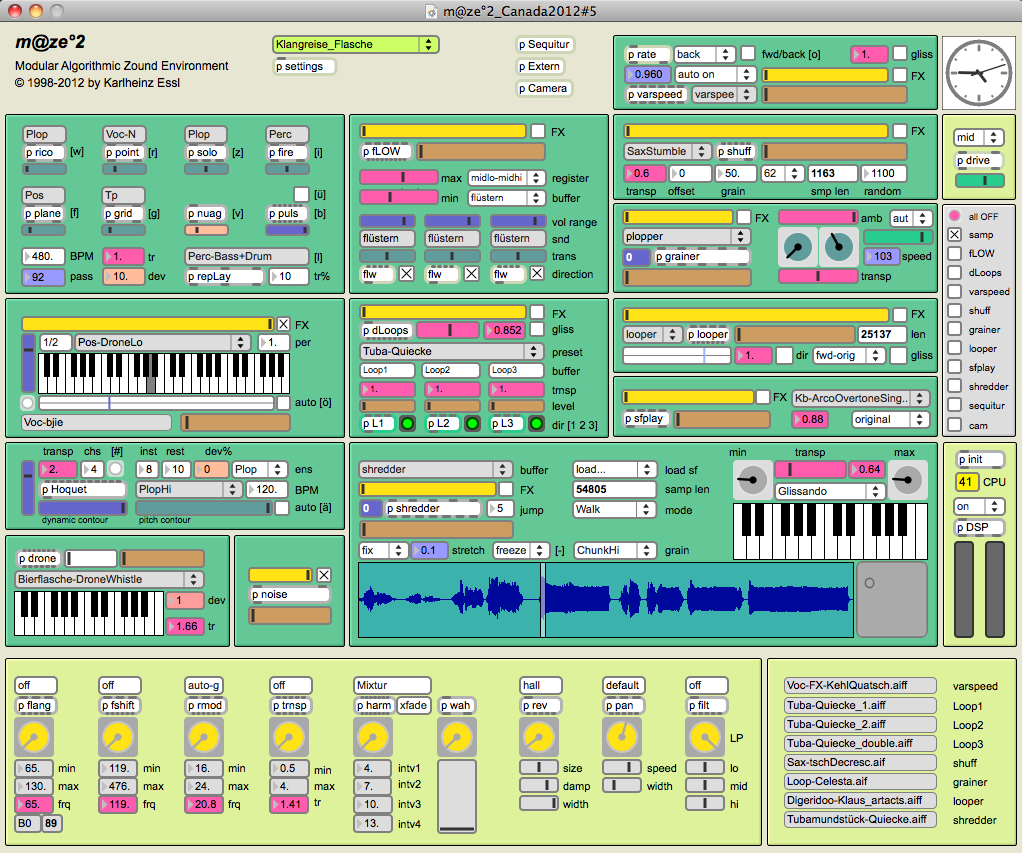 m@ze°2_Canada2012#5
m@ze°2
Modular Algorithmic Zound Environment
© 1998-2012 by Karlheinz Essl
Klangreise_Flasche
p settings
p Sequitur
p Extern
p Camera
p rate back fwd/back [o] 1. gliss
0.960 auto on FX
p varspeed varspee
Plop Voc-N Plop Perc
p rico [w] p point [r] p solo [z] p fire [i]
Pos Tp [ü]
p plane [f] p grid [g] p nuag [v] p puls [b]
480. BPM 1. tr Perc-Bass+Drum [l]
92 pass 10. dev p repLay 10 tr%
FX
p fLOW
max midlo-midhi register
min flüstern buffer
vol range
flüstern flüstern flüstern snd
trans
flw flw flw direction
FX
SaxStumble p shuff
0.6 0 50. 62 1163 1100
transp offset grain smp len random
FX amb aut
plopper
0 p grainer 103 speed
transp
mid
p drive
all OFF
samp
fLOW
dLoops
varspeed
shuff
grainer
looper
sfplay
shredder
sequitur
cam
FX
1/2 Pos-DroneLo 1. per
auto [ö]
Voc-bjie
FX
p dLoops 0.852 gliss
Tuba-Quiecke preset
Loop1 Loop2 Loop3 buffer
1. 1. 1. trnsp
level
p L1 p L2 p L3 dir [1 2 3]
FX
looper p looper 25137 len
1. dir fwd-orig gliss
FX Kb-ArcoOvertoneSing...
p sfplay 0.88 original
transp chs [#] inst rest dev%
2. 4 8 10 0 Plop ens
p Hoquet PlopHi 120. BPM
auto [ä]
dynamic contour pitch contour
shredder buffer load... load sf
FX 54805 samp len
0 p shredder 5 jump Walk mode
fix 0.1 stretch freeze [-] ChunkHi grain
min transp max
0.64
Glissando
p init
41 CPU
on
p DSP
p drone
Bierflasche-DroneWhistle
1 dev
1.66 tr
p noise
off off auto-g off Mixtur hall default off
p flang p fshift p rmod p trnsp p harm xfade p wah p rev p pan p filt
LP
65. min 119. min 16. min 0.5 min 4. intv1 size speed lo
130. max 476. max 24. max 4. max 7. intv2 damp width mid
65. frq 119. frq 20.8 frq 1.41 tr 10. intv3 width hi
B0 89 13. intv4
Voc-FX-KehlQuatsch.aiff varspeed
Tuba-Quiecke_1.aiff Loop1
Tuba-Quiecke_2.aiff Loop2
Tuba-Quiecke_double.aiff Loop3
Sax-tschDecresc.aif shuff
Loop-Celesta.aif grainer
Digeridoo-Klaus_artacts.aiff looper
Tubamundstück-Quiecke.aiff shredder